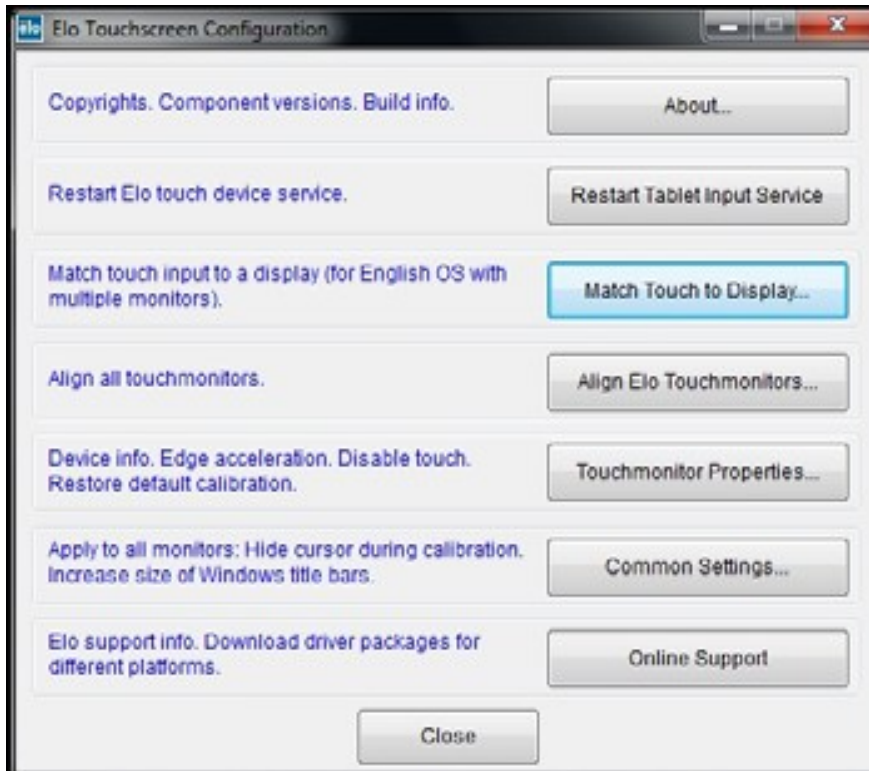 elo Elo Touchscreen Configuration
Copyrights. Component versions. Build info.
About...
Restart Elo touch device service.
Restart Tablet Input Service
Match touch input to a display (for English OS with
multiple monitors).
Match Touch to Display...
Align all touchmonitors.
Align Elo Touchmonitors...
Device info. Edge acceleration. Disable touch.
Restore default calibration.
Touchmonitor Properties...
Apply to all monitors: Hide cursor during calibration.
Increase size of Windows title bars.
Common Settings...
Elo support info. Download driver packages for
different platforms.
Online Support
Close